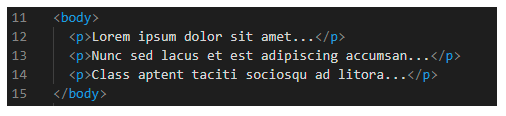 11 <body>
12   <p>Lorem ipsum dolor sit amet...</p>
13   <p>Nunc sed lacus et est adipiscing accumsan...</p>
14   <p>Class aptent taciti sociosqu ad litora...</p>
15 </body>